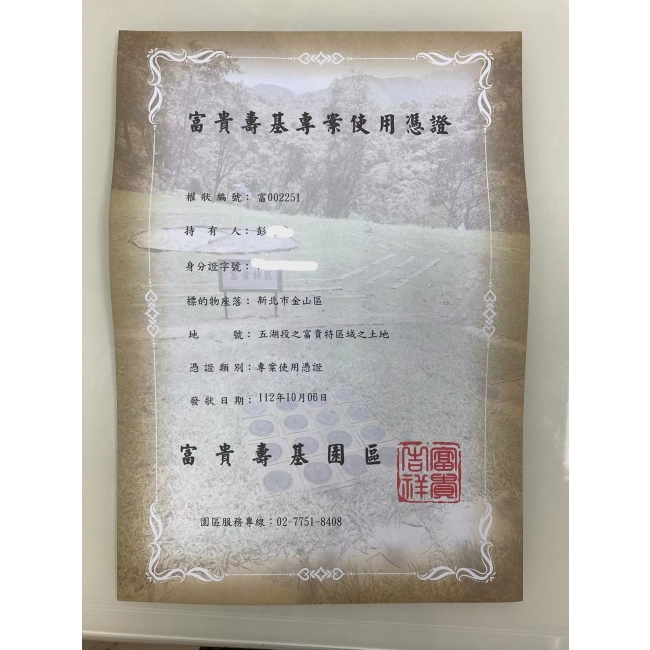 富貴壽基專案使用憑證
權狀編號：富002251
持有人：彭
身分證字號：
標的物座落：新北市金山區
地號：五湖段之富貴特區域之土地
憑證類別：專案使用憑證
發狀日期：112年10月06日
富貴特區
富貴壽基園區
富貴吉祥
園區服務專線：02-7751-8408